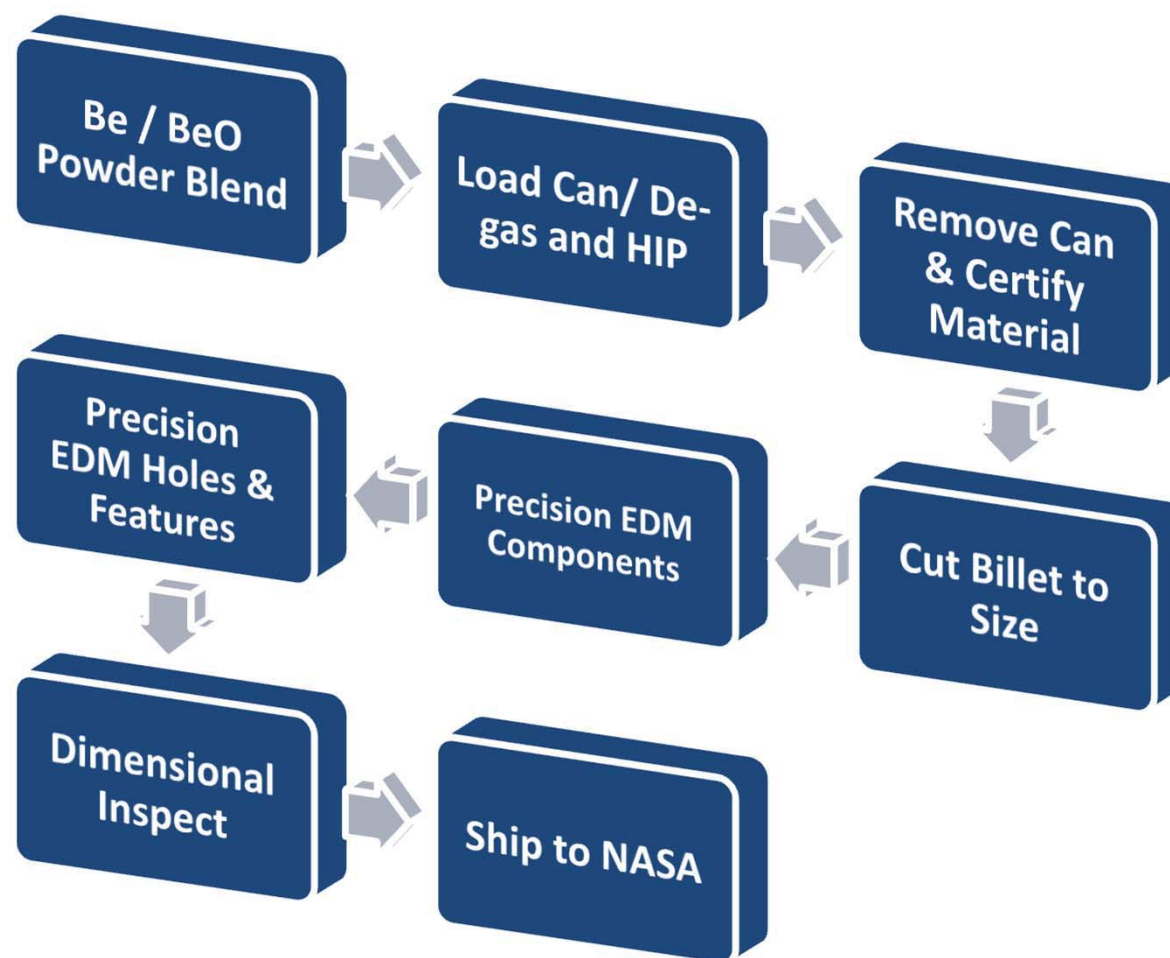 Be / BeO
Powder Blend
Load Can/ De-
gas and HIP
Remove Can
& Certify
Material
Cut Billet to
Size
Precision EDM
Components
Precision
EDM Holes &
Features
Dimensional
Inspect
Ship to NASA